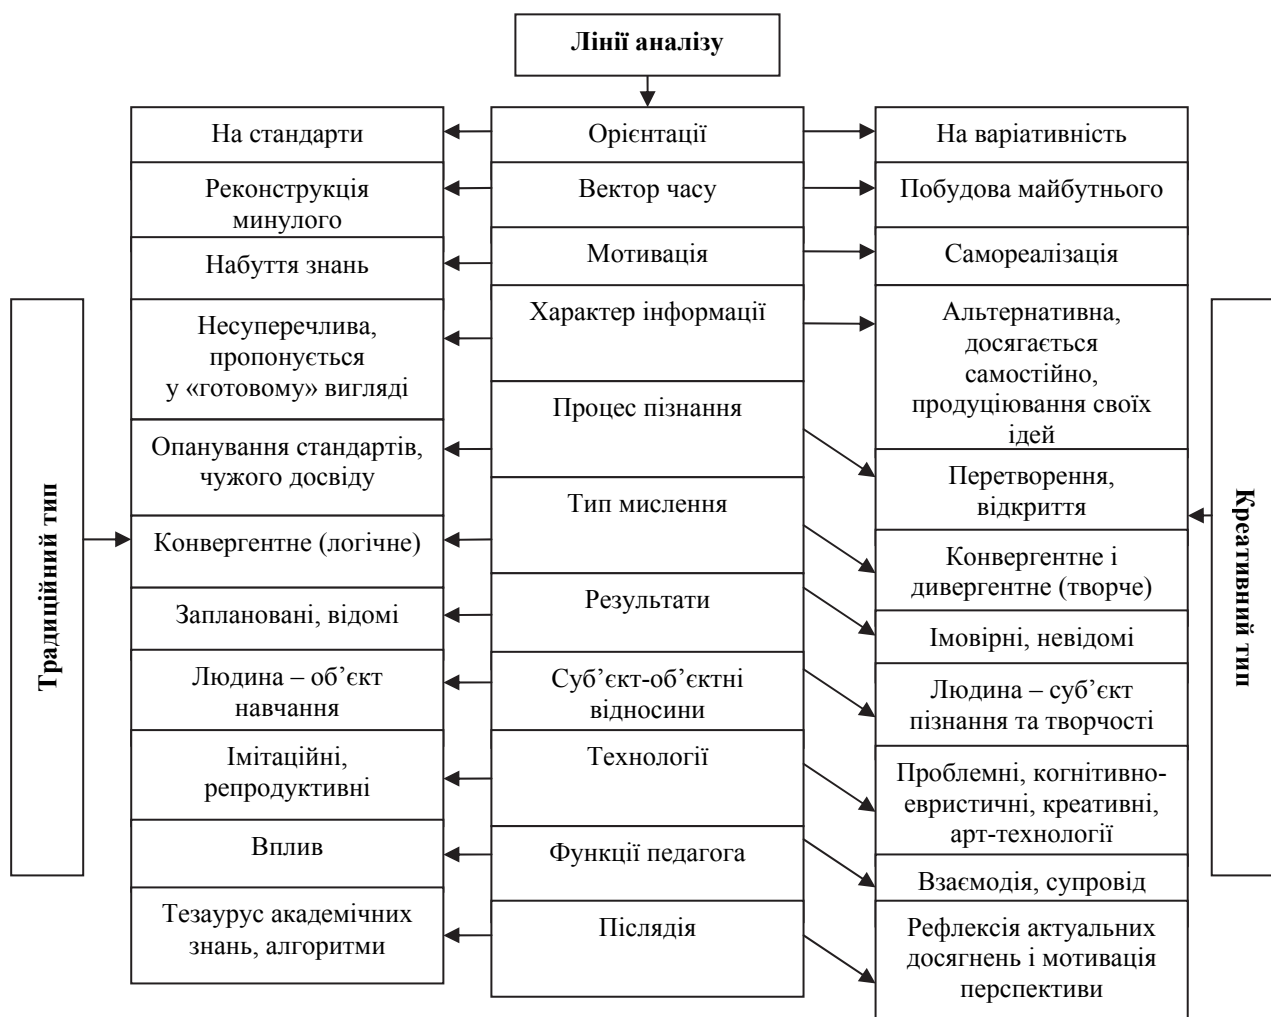 Лінії аналізу
На стандарти
Орієнтації
На варіативність
Реконструкція
минулого
Вектор часу
Побудова майбутнього
Набуття знань
Мотивація
Самореалізація
Несуперечлива,
пропонується
у «готовому» вигляді
Характер інформації
Альтернативна,
досягається
самостійно,
продуціювання своїх
ідей
Опанування стандартів,
чужого досвіду
Процес пізнання
Перетворення,
відкриття
Конвергентне (логічне)
Тип мислення
Конвергентне і
дивергентне (творче)
Заплановані, відомі
Результати
Імовірні, невідомі
Людина – об’єкт
навчання
Суб’єкт-об’єктні
відносини
Людина – суб’єкт
пізнання та творчості
Імітаційні,
репродуктивні
Технології
Проблемні, когнітивно-
евристичні, креативні,
арт-технології
Вплив
Функції педагога
Взаємодія, супровід
Тезаурус академічних
знань, алгоритми
Післядія
Рефлексія актуальних
досягнень і мотивація
перспективи
Традиційний тип
Креативний тип